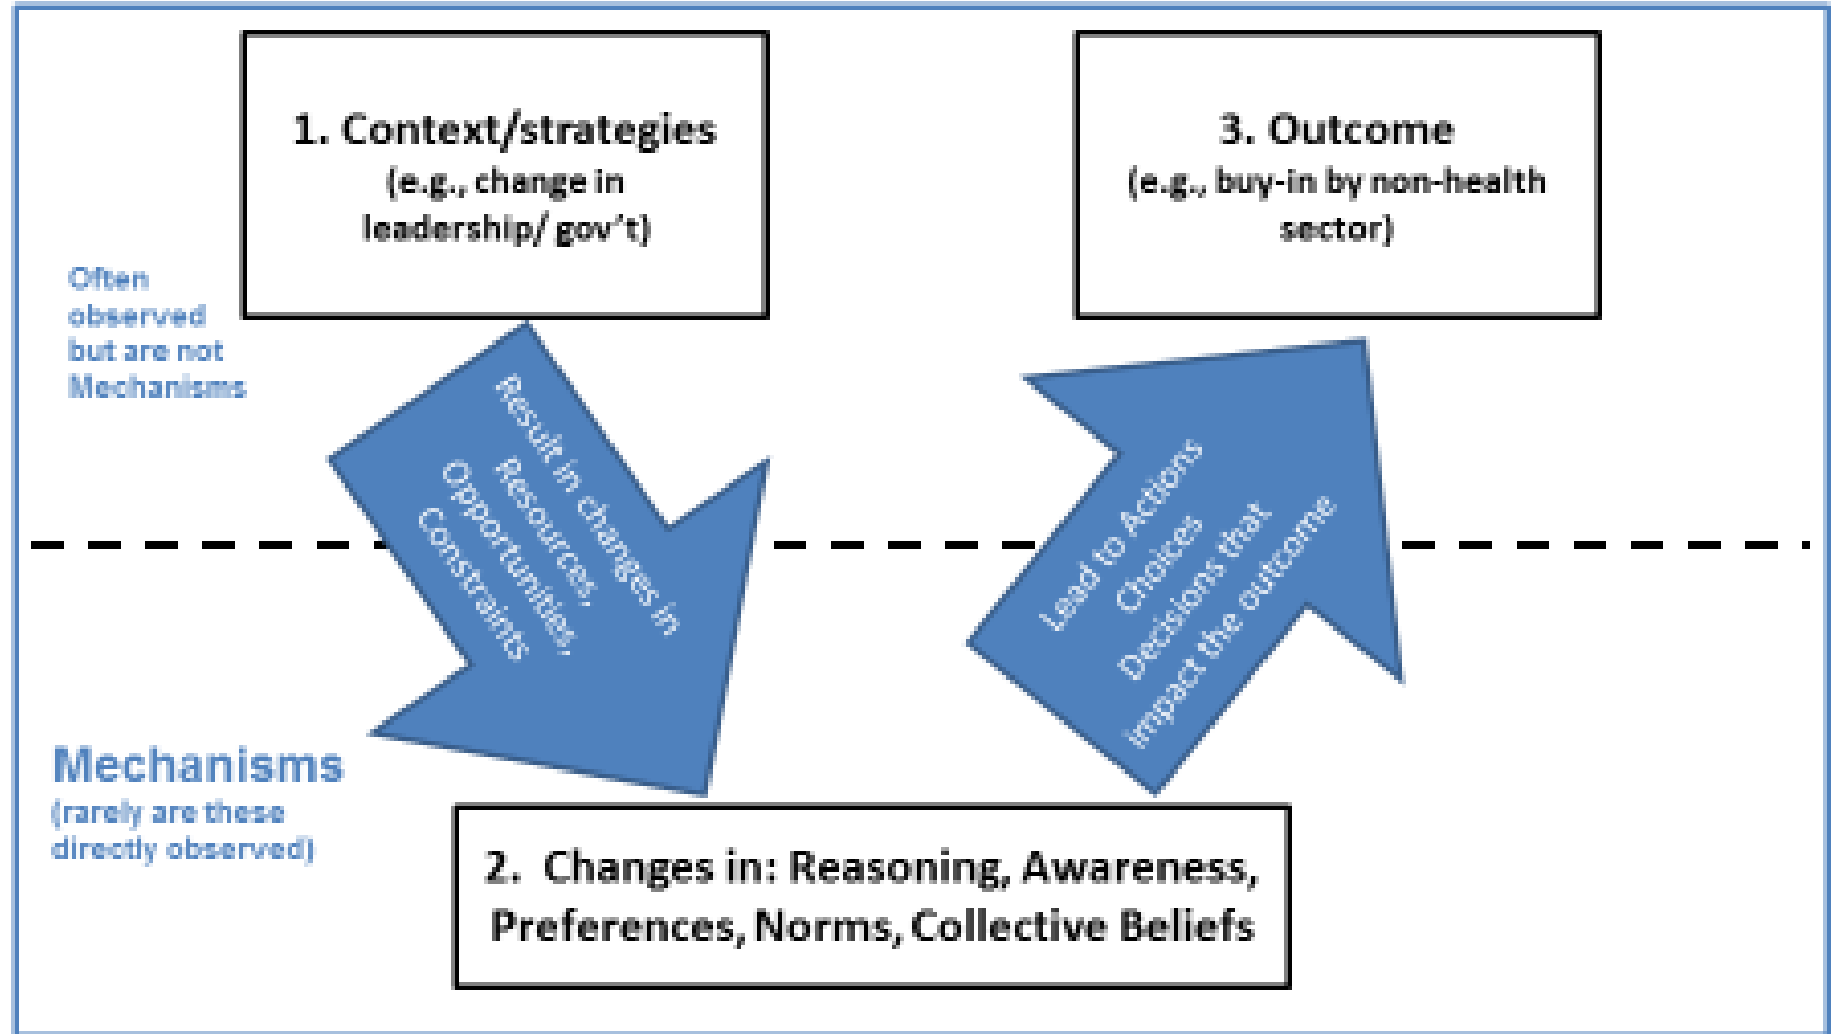 1. Context/strategies
(e.g., change in
leadership/ gov't)
3. Outcome
(e.g., buy-in by non-health
sector)
Often
observed
but are not
Mechanisms
Result in changes in
Resources,
Opportunities,
Constraints
Lead to Actions
Choices
Decisions that
impact the outcome
Mechanisms
(rarely are these
directly observed)
2. Changes in: Reasoning, Awareness,
Preferences, Norms, Collective Beliefs